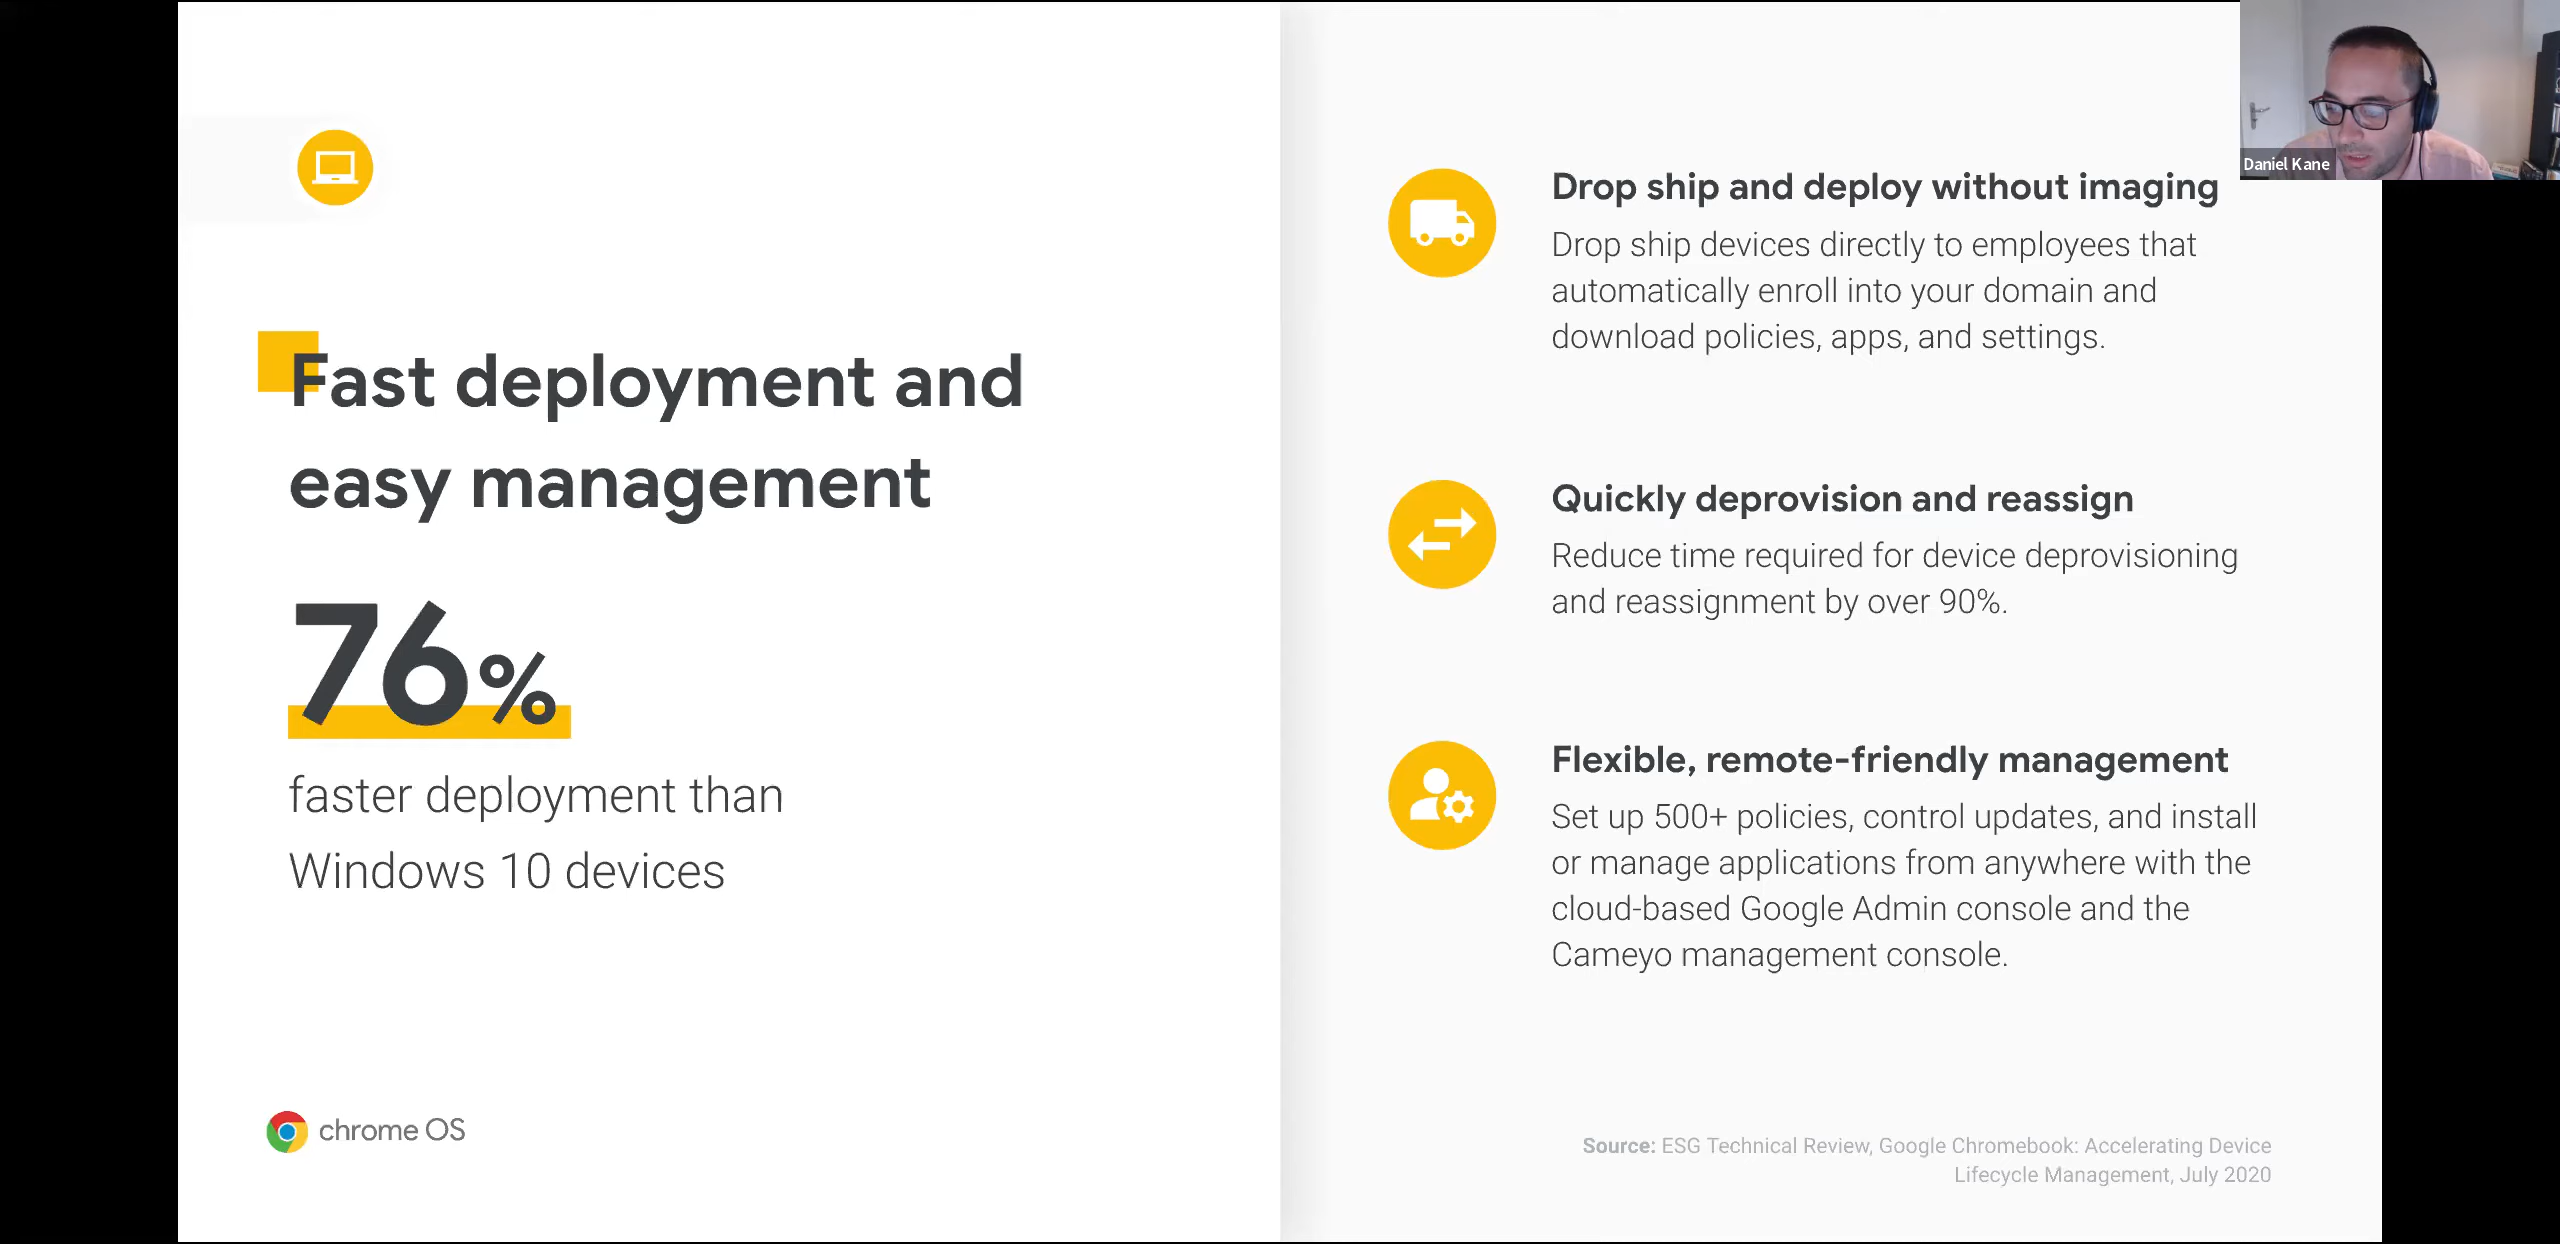 Fast deployment and
easy management
76%
faster deployment than
Windows 10 devices
chrome OS
Drop ship and deploy without imaging
Drop ship devices directly to employees that
automatically enroll into your domain and
download policies, apps, and settings.
Quickly deprovision and reassign
Reduce time required for device deprovisioning
and reassignment by over 90%.
Flexible, remote-friendly management
Set up 500+ policies, control updates, and install
or manage applications from anywhere with the
cloud-based Google Admin console and the
Cameyo management console.
Source: ESG Technical Review, Google Chromebook: Accelerating Device
Lifecycle Management, July 2020
Daniel Kane